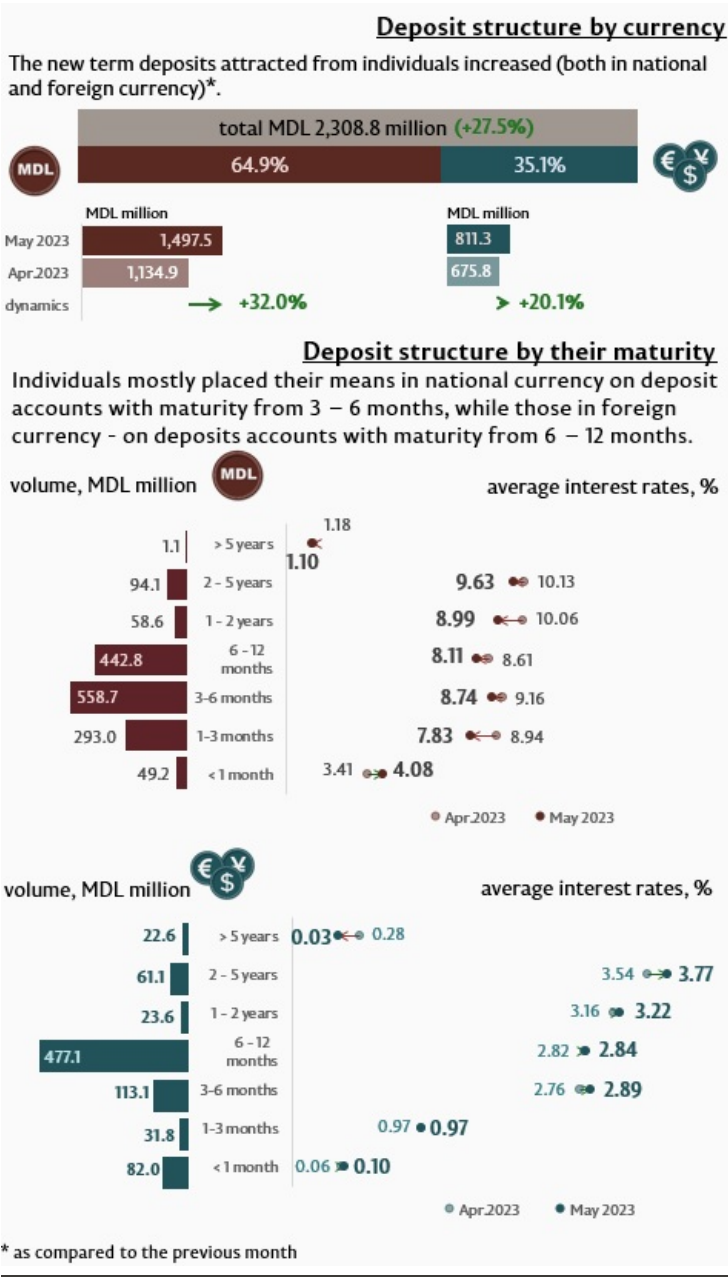 Deposit structure by currency
The new term deposits attracted from individuals increased (both in national
and foreign currency)*.
total MDL 2,308.8 million (+27.5%)
MDL 64.9% 35.1% € ¥ $
MDL million MDL million
May 2023 1,497.5 811.3
Apr.2023 1,134.9 675.8
dynamics +32.0% +20.1%
Deposit structure by their maturity
Individuals mostly placed their means in national currency on deposit
accounts with maturity from 3 – 6 months, while those in foreign
currency - on deposits accounts with maturity from 6 – 12 months.
volume, MDL million MDL average interest rates, %
1.1 > 5 years 1.10 1.18
94.1 2 - 5 years 9.63 10.13
58.6 1 - 2 years 8.99 10.06
442.8 6 - 12 months 8.11 8.61
558.7 3-6 months 8.74 9.16
293.0 1-3 months 7.83 8.94
49.2 < 1 month 3.41 4.08
Apr.2023 May 2023
volume, MDL million € ¥ $ average interest rates, %
22.6 > 5 years 0.03 0.28
61.1 2 - 5 years 3.54 3.77
23.6 1 - 2 years 3.16 3.22
477.1 6 - 12 months 2.82 2.84
113.1 3-6 months 2.76 2.89
31.8 1-3 months 0.97 0.97
82.0 < 1 month 0.06 0.10
Apr.2023 May 2023
* as compared to the previous month